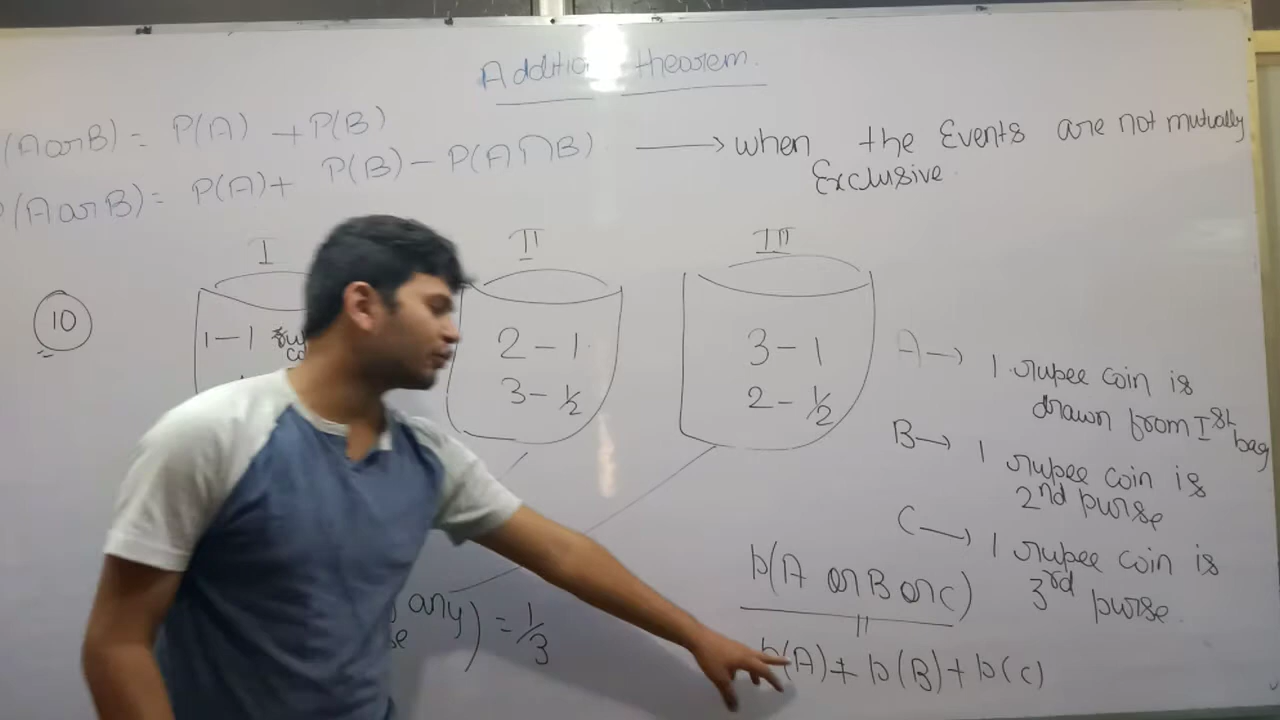 Addition theorem.
(A or B) = P(A) + P(B)
P(A or B) = P(A) + P(B) - P(A∩B) → when the Events are not mutually
Exclusive.
I II III
10
1-1
2-1
3-½
3-1
2-½
A → 1 rupee coin is
drawn from Ist bag
B → 1 rupee coin is
2nd purse
C → 1 rupee coin is
3rd purse.
p(A or B or C)
=
p(A) + p(B) + p(C)
any) = 1/3